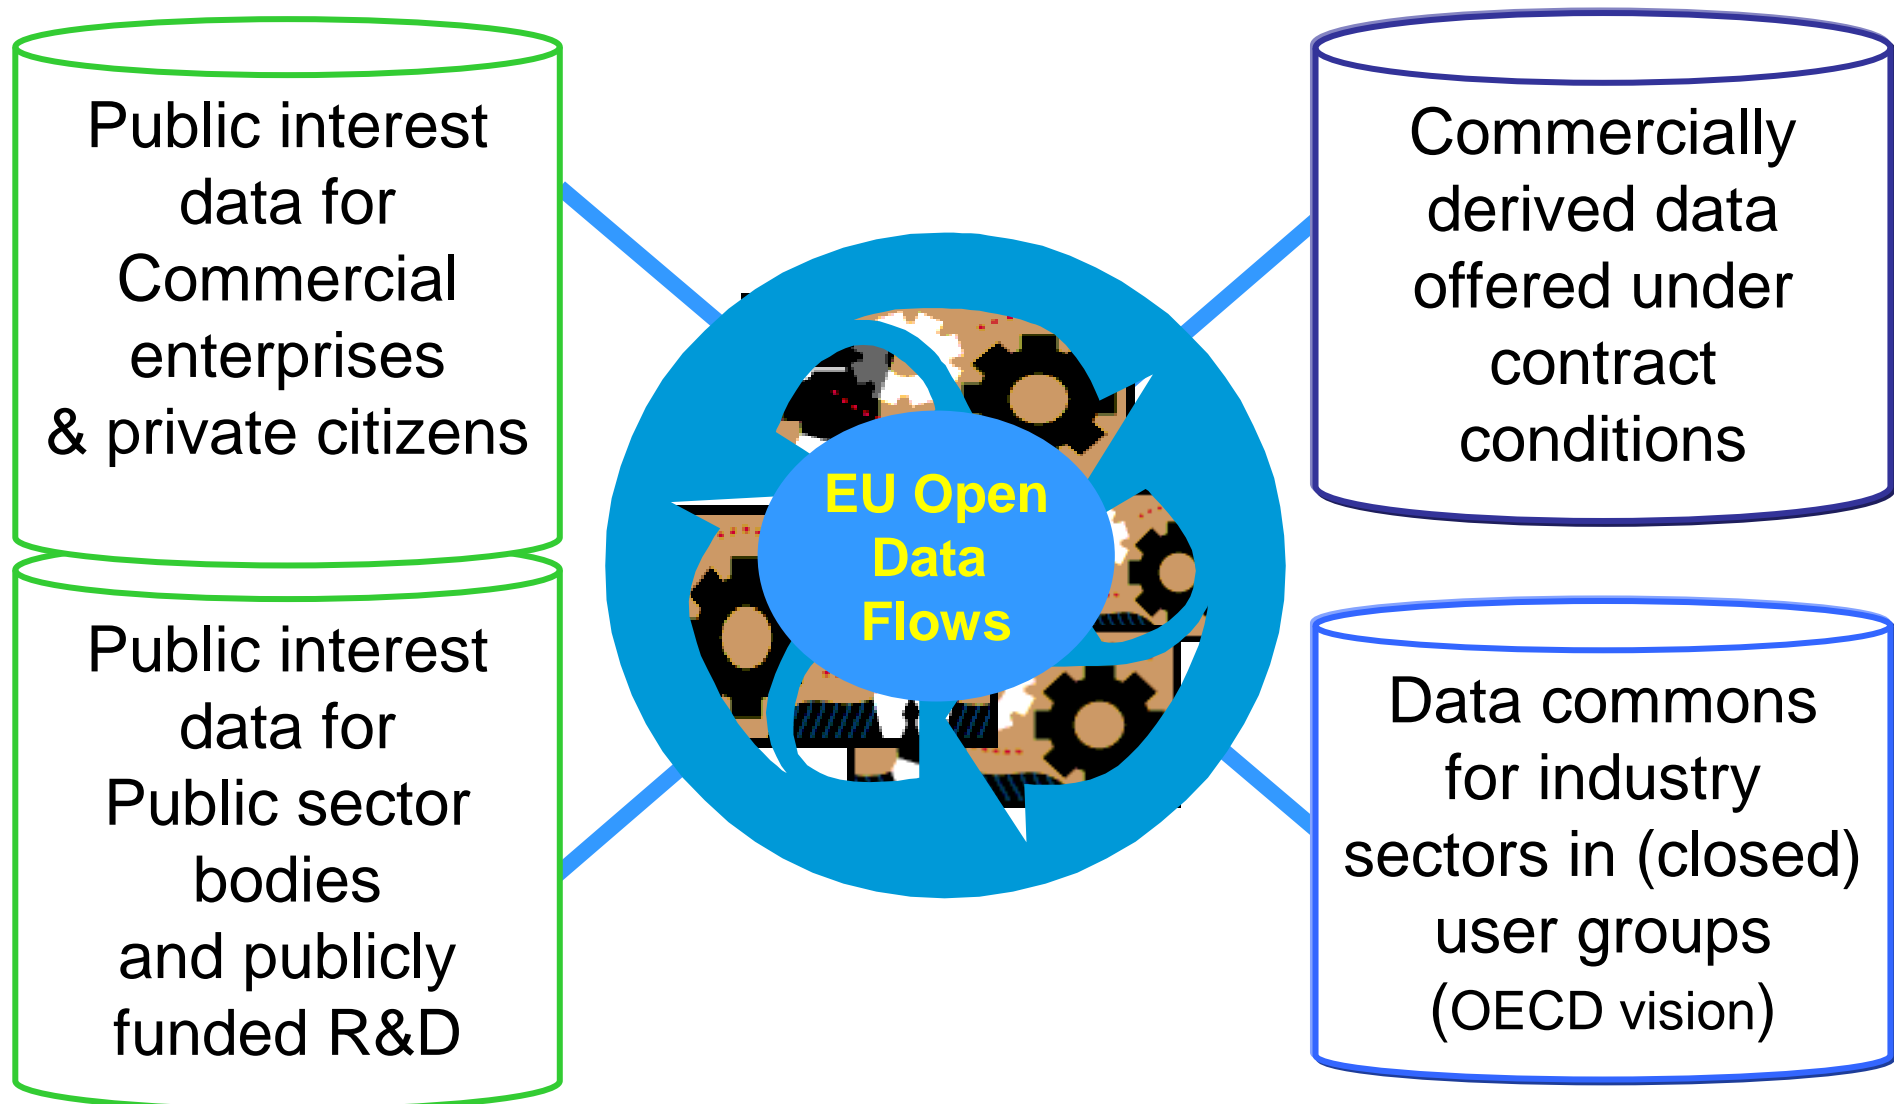 Public interest
data for
Commercial
enterprises
& private citizens
Public interest
data for
Public sector
bodies
and publicly
funded R&D
EU Open
Data
Flows
Commercially
derived data
offered under
contract
conditions
Data commons
for industry
sectors in (closed)
user groups
(OECD vision)